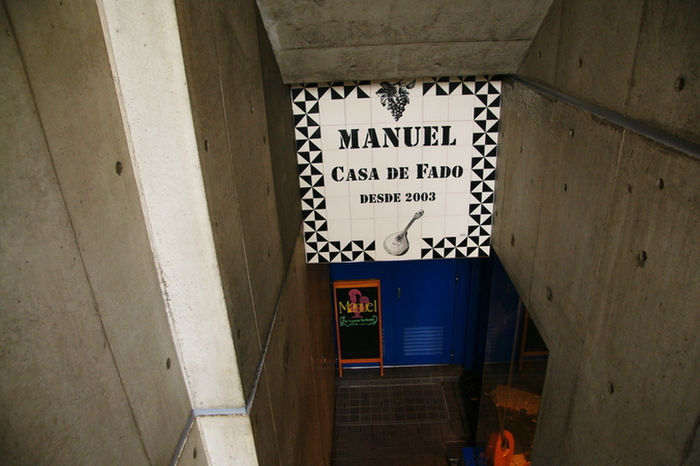 MANUEL
CASA DE FADO
DESDE 2003
Manuel